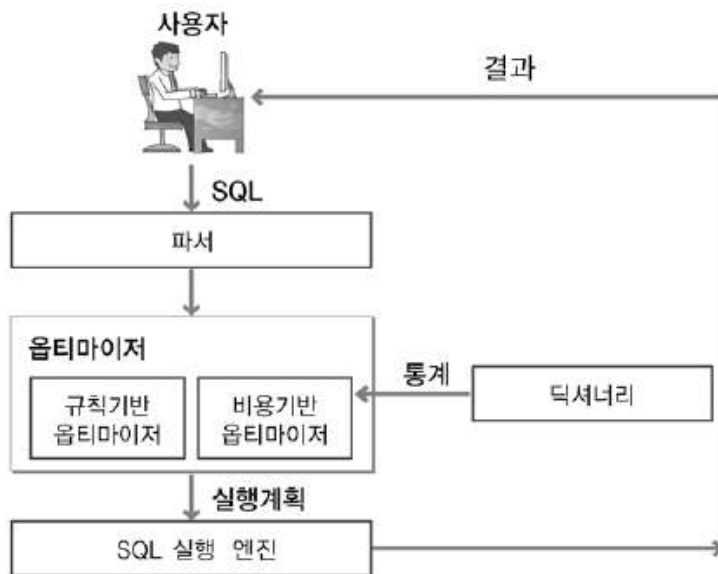 사용자
결과
SQL
파서
옵티마이저
규칙기반
옵티마이저
비용기반
옵티마이저
통계
딕셔너리
실행계획
SQL 실행 엔진